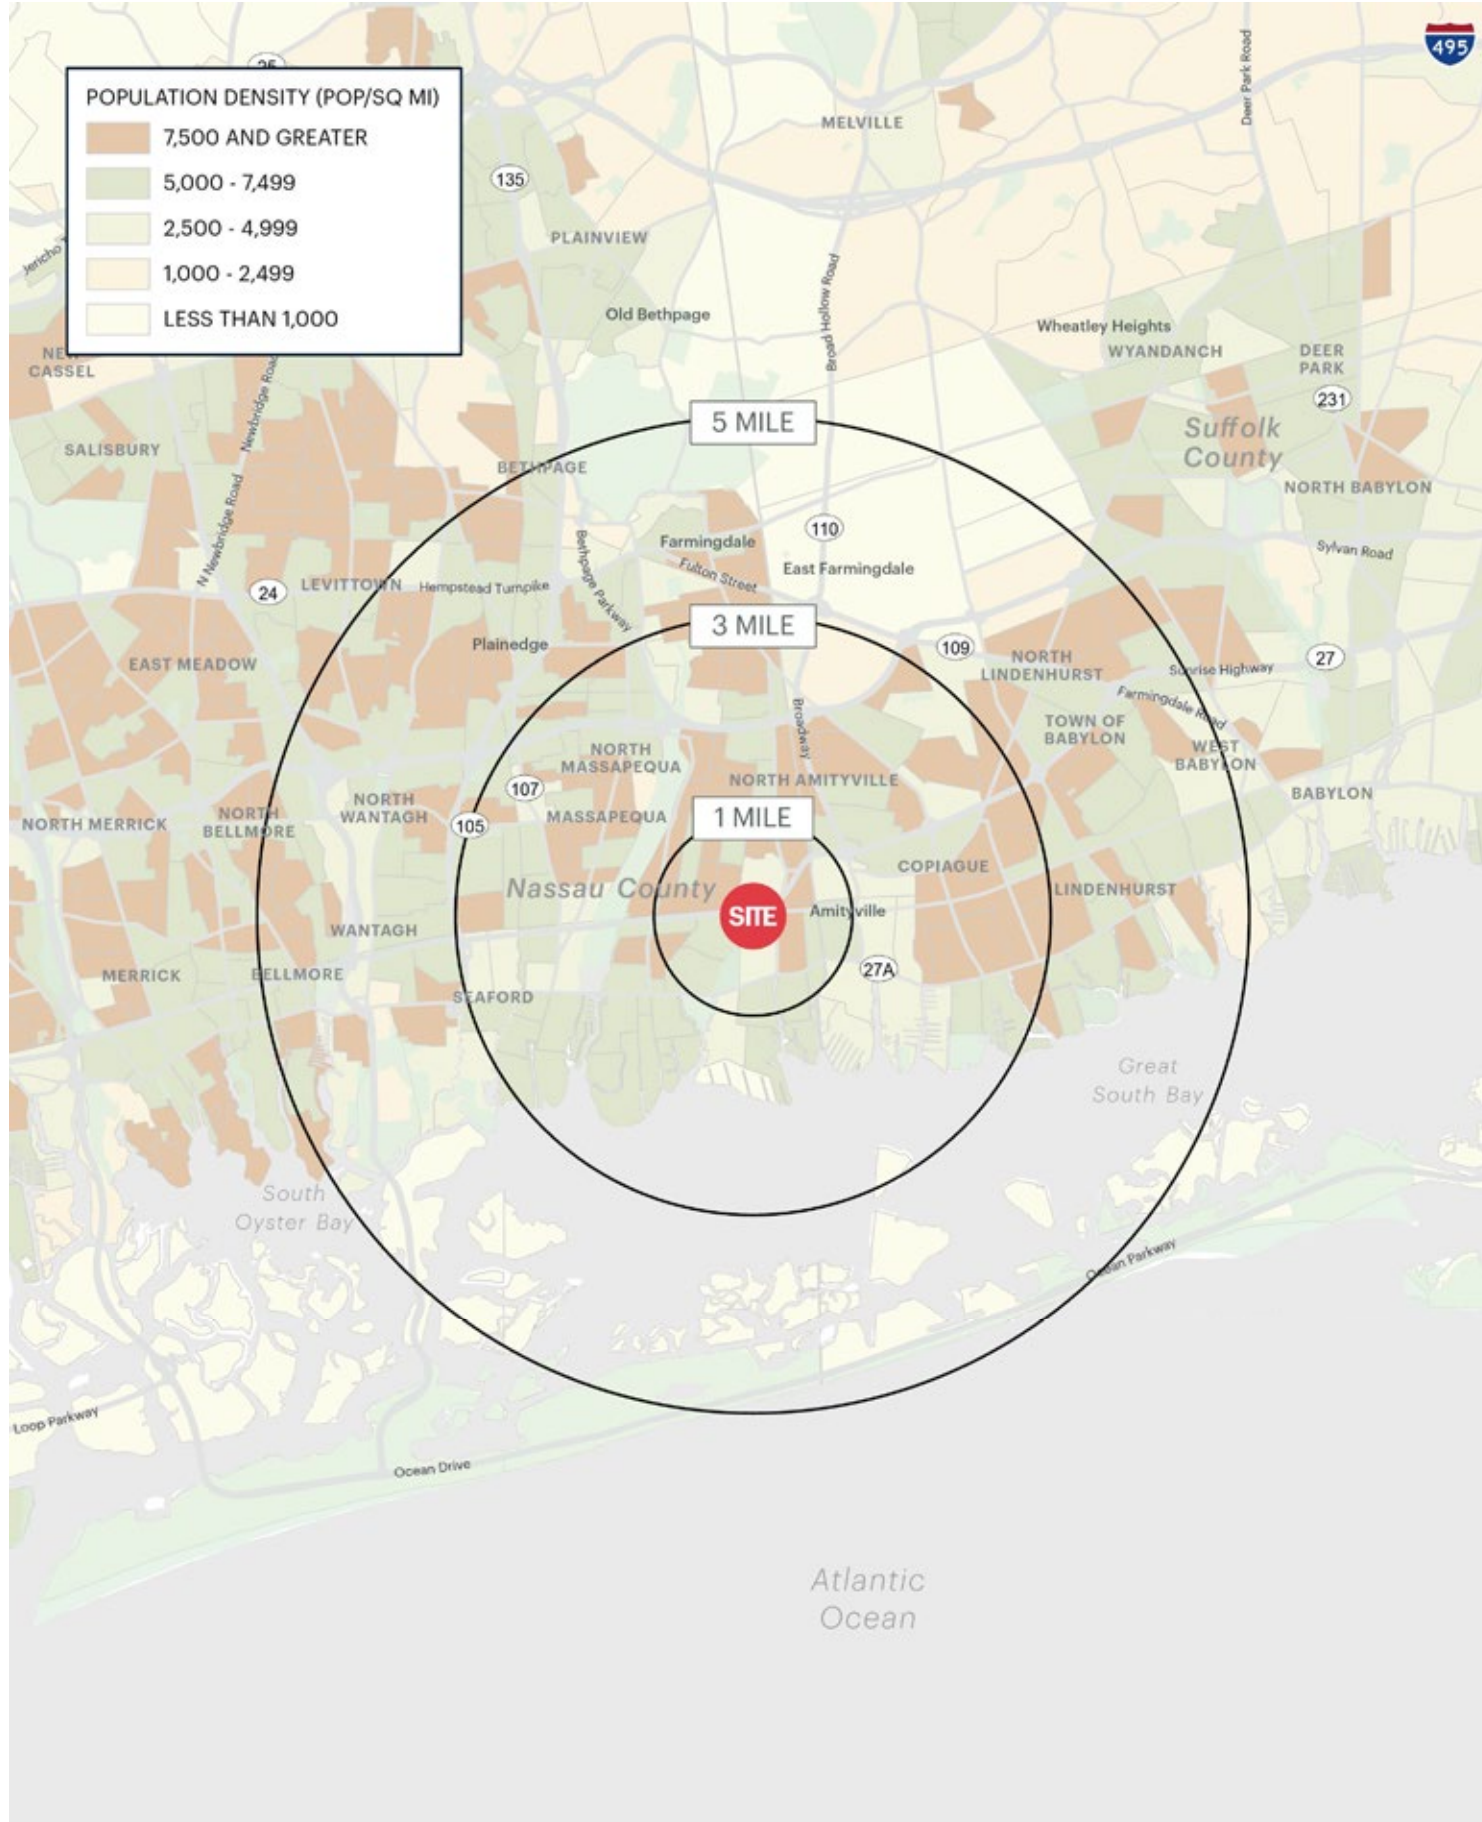 495
25
POPULATION DENSITY (POP/SQ MI)
7,500 AND GREATER
5,000 - 7,499
2,500 - 4,999
1,000 - 2,499
LESS THAN 1,000
Deer Park Road
MELVILLE
135
PLAINVIEW
Jericho
Old Bethpage
Broad Hollow Road
Wheatley Heights
WYANDANCH
DEER
PARK
NEW
CASSEL
Newbridge Road
231
5 MILE
Suffolk
County
SALISBURY
BETHPAGE
NORTH BABYLON
N Newbridge Road
110
Farmingdale
Sylvan Road
Bethpage Parkway
Fulton Street
East Farmingdale
24
LEVITTOWN
Hempstead Turnpike
3 MILE
Plainedge
109
EAST MEADOW
NORTH
LINDENHURST
Sunrise Highway
27
Farmingdale Road
Broadway
TOWN OF
BABYLON
NORTH
MASSAPEQUA
WEST
BABYLON
NORTH AMITYVILLE
107
BABYLON
NORTH
WANTAGH
MASSAPEQUA
1 MILE
NORTH MERRICK
NORTH
BELLMORE
105
COPIAGUE
Nassau County
LINDENHURST
SITE
Amityville
WANTAGH
27A
MERRICK
BELLMORE
SEAFORD
Great
South Bay
South
Oyster Bay
Ocean Parkway
Loop Parkway
Ocean Drive
Atlantic
Ocean